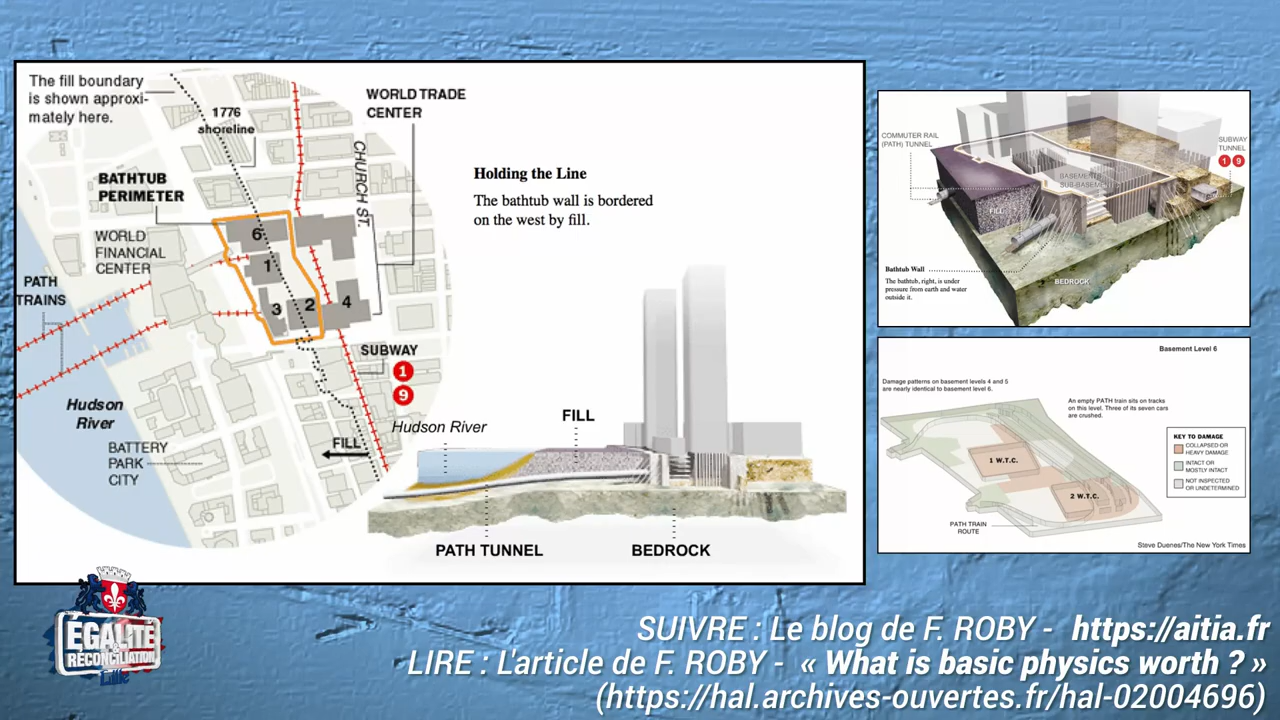 The fill boundary
is shown approxi-
mately here.
1776
shoreline
WORLD TRADE
CENTER
CHURCH ST.
BATHTUB
PERIMETER
WORLD
FINANCIAL
CENTER
PATH
TRAINS
6
1
3
2
4
SUBWAY
1
9
Hudson
River
BATTERY
PARK
CITY
FILL
Holding the Line
The bathtub wall is bordered
on the west by fill.
Hudson River
FILL
PATH TUNNEL
BEDROCK
COMMUTER RAIL
(PATH) TUNNEL
SUBWAY
TUNNEL
1 9
BASEMENT/
SUB-BASEMENT
FILL
Bathtub Wall
The bathtub, right, is under
pressure from earth and water
outside it.
BEDROCK
Basement Level 6
Damage patterns on basement levels 4 and 5
are nearly identical to basement level 6.
An empty PATH train sits on tracks
on this level. Three of its seven cars
are crushed.
KEY TO DAMAGE
COLLAPSED OR
HEAVY DAMAGE
INTACT OR
MOSTLY INTACT
NOT INSPECTED
OR UNDETERMINED
1 W.T.C.
2 W.T.C.
PATH TRAIN
ROUTE
Steve Duenes/The New York Times
ÉGALITÉ
&
RÉCONCILIATION
Lille
SUIVRE : Le blog de F. ROBY - https://aitia.fr
LIRE : L'article de F. ROBY - « What is basic physics worth ? »
(https://hal.archives-ouvertes.fr/hal-02004696)